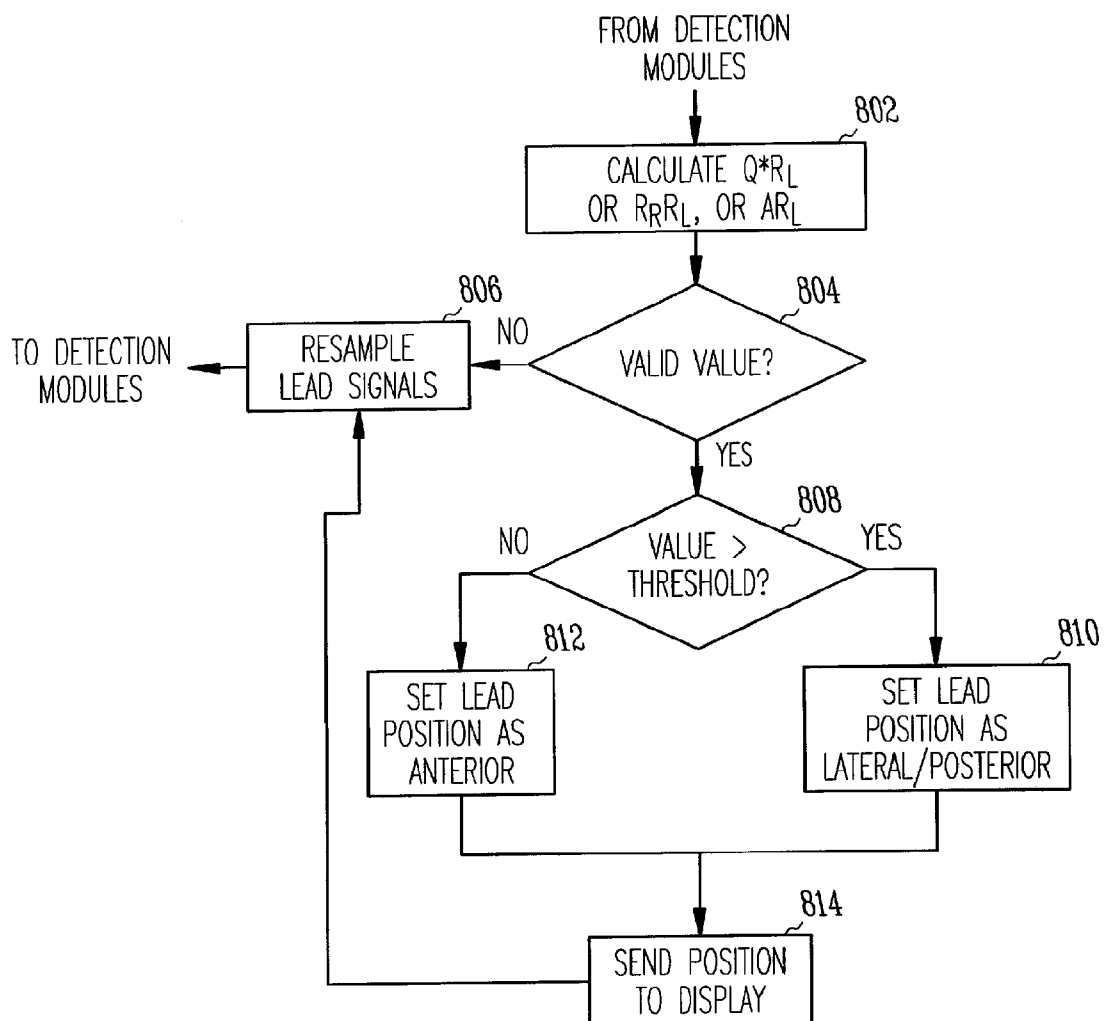 FROM DETECTION
MODULES
802
CALCULATE Q*RL
OR RRRL, OR ARL
804
VALID VALUE?
NO
806
RESAMPLE
LEAD SIGNALS
TO DETECTION
MODULES
YES
808
VALUE >
THRESHOLD?
NO
YES
812
SET LEAD
POSITION AS
ANTERIOR
810
SET LEAD
POSITION AS
LATERAL/POSTERIOR
814
SEND POSITION
TO DISPLAY